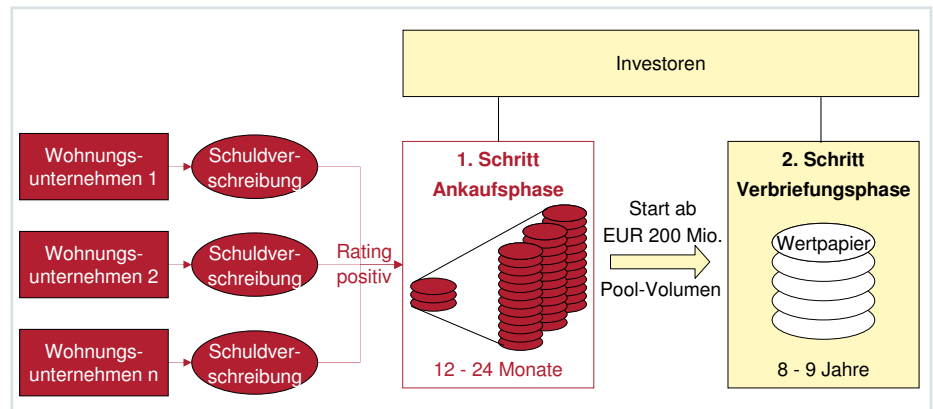 Investoren
Wohnungs-
unternehmen 1
Schuldver-
schreibung
Wohnungs-
unternehmen 2
Schuldver-
schreibung
Wohnungs-
unternehmen n
Schuldver-
schreibung
Rating
positiv
1. Schritt
Ankaufsphase
12 - 24 Monate
Start ab
EUR 200 Mio.
Pool-Volumen
2. Schritt
Verbriefungsphase
Wertpapier
8 - 9 Jahre